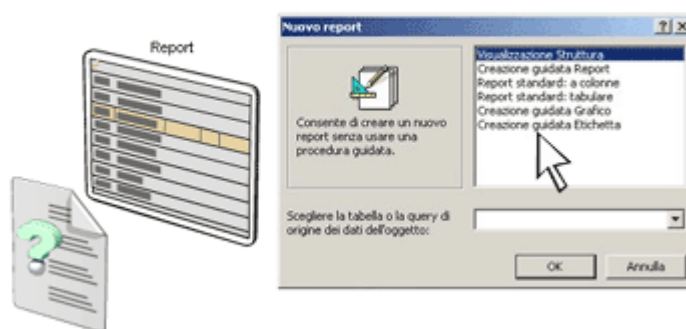 Report
Nuovo report
Visualizzazione Struttura
Creazione guidata Report
Report standard: a colonne
Report standard: tabulare
Creazione guidata Grafico
Creazione guidata Etichetta
Consente di creare un nuovo
report senza usare una
procedura guidata.
Scegliere la tabella o la query di
origine dei dati dell'oggetto:
OK
Annulla